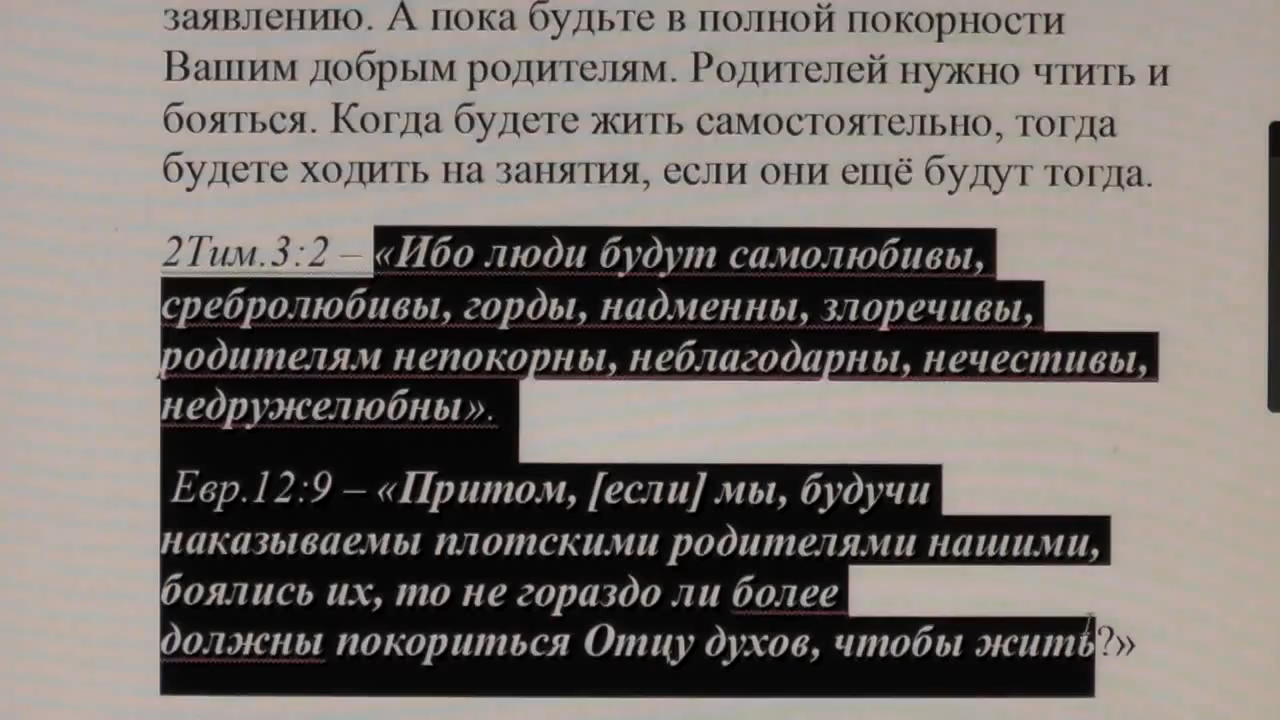 заявлению. А пока будьте в полной покорности
Вашим добрым родителям. Родителей нужно чтить и
бояться. Когда будете жить самостоятельно, тогда
будете ходить на занятия, если они ещё будут тогда.
2Тим.3:2 – «Ибо люди будут самолюбивы,
сребролюбивы, горды, надменны, злоречивы,
родителям непокорны, неблагодарны, нечестивы,
недружелюбны».
Евр.12:9 – «Притом, [если] мы, будучи
наказываемы плотскими родителями нашими,
боялись их, то не гораздо ли более
должны покориться Отцу духов, чтобы жить?»